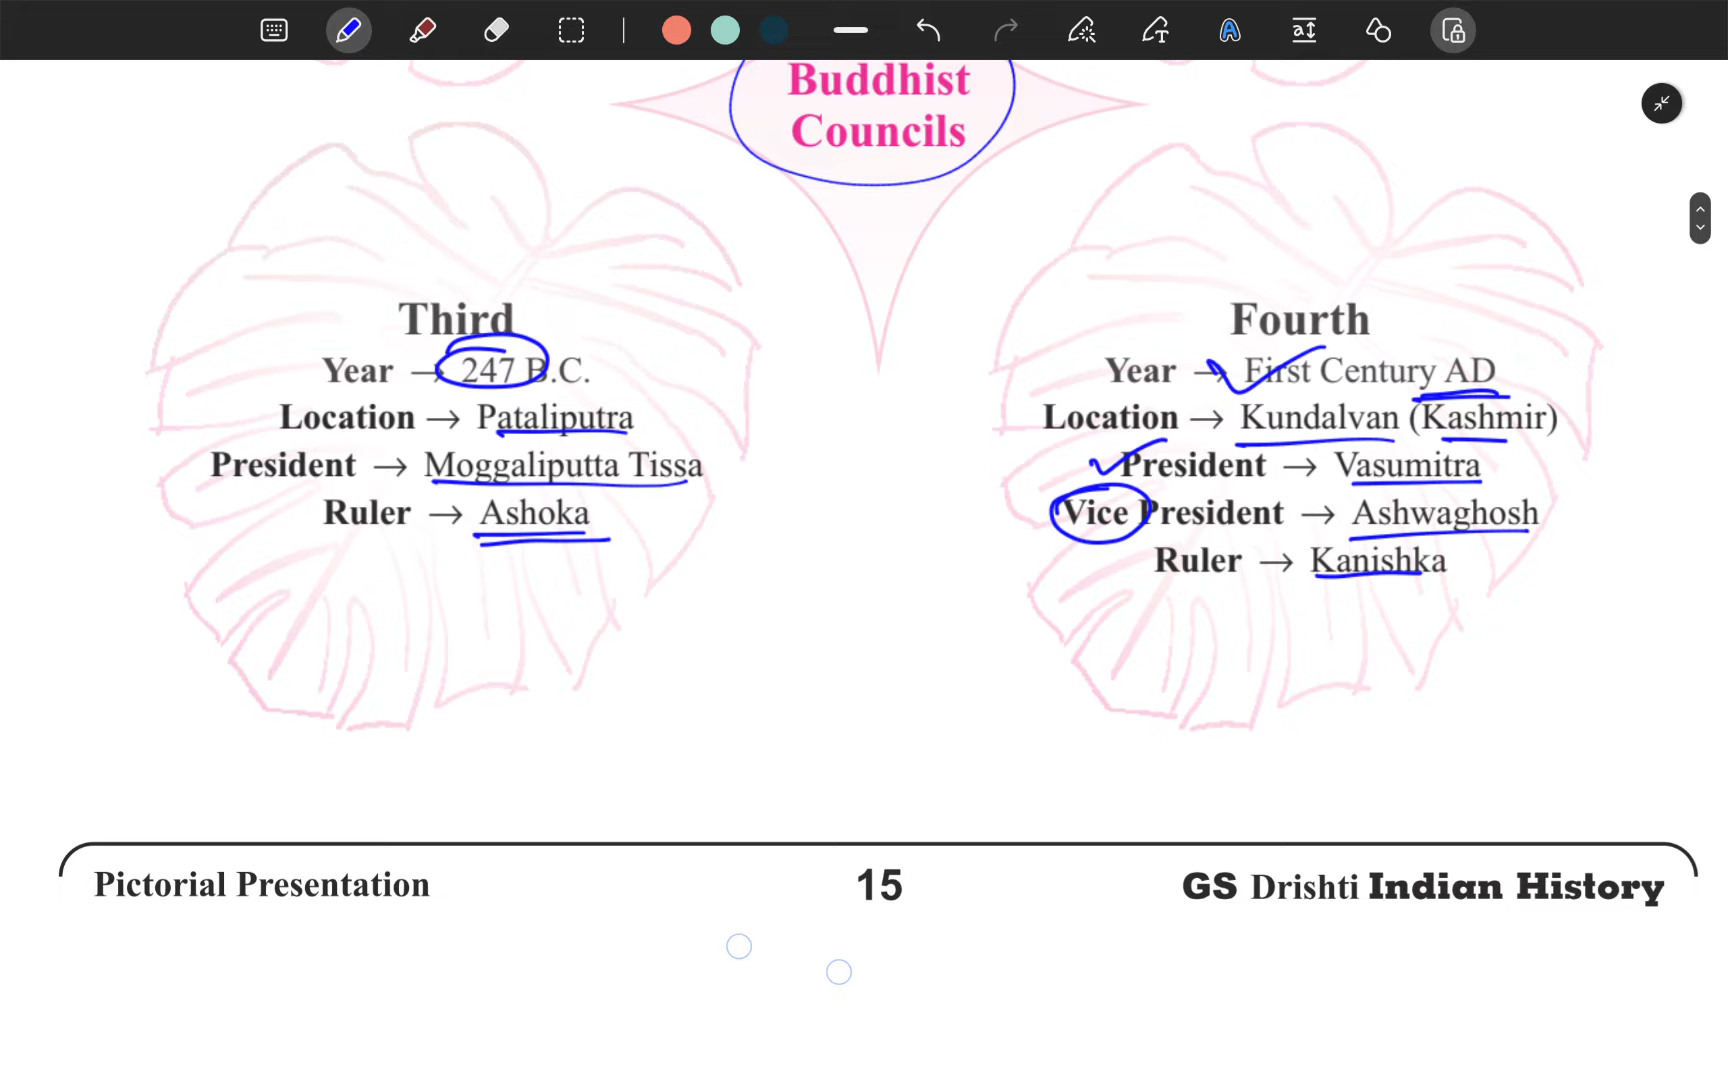 Buddhist
Councils
Third
Year → 247 B.C.
Location → Pataliputra
President → Moggaliputta Tissa
Ruler → Ashoka
Fourth
Year → First Century AD
Location → Kundalvan (Kashmir)
President → Vasumitra
Vice President → Ashwaghosh
Ruler → Kanishka
Pictorial Presentation
15
GS Drishti Indian History